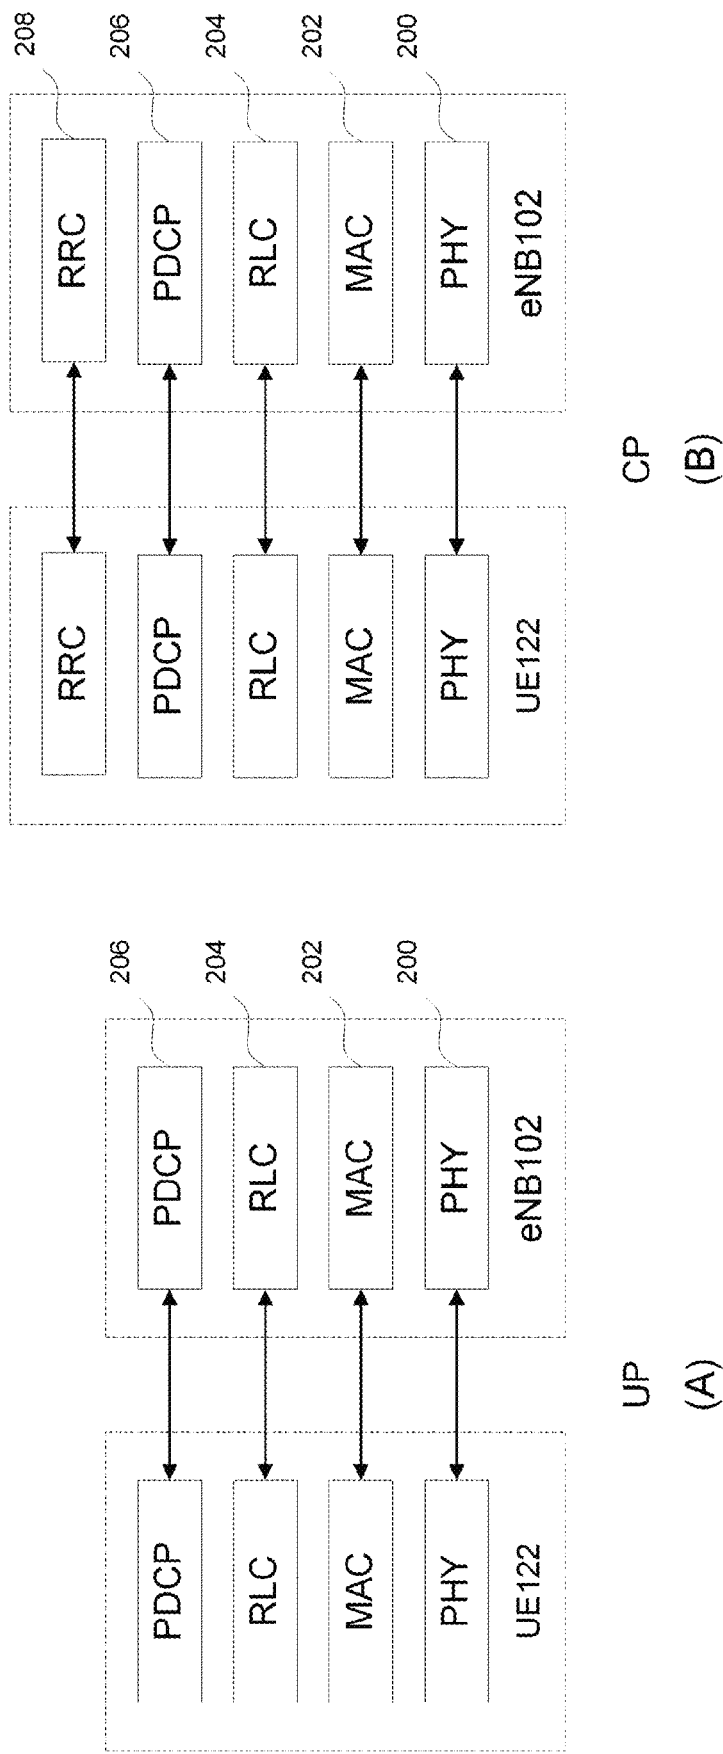 PDCP PDCP 206
RLC RLC 204
MAC MAC 202
PHY PHY 200
UE122 eNB102
UP
(A)
RRC RRC 208
PDCP PDCP 206
RLC RLC 204
MAC MAC 202
PHY PHY 200
UE122 eNB102
CP
(B)